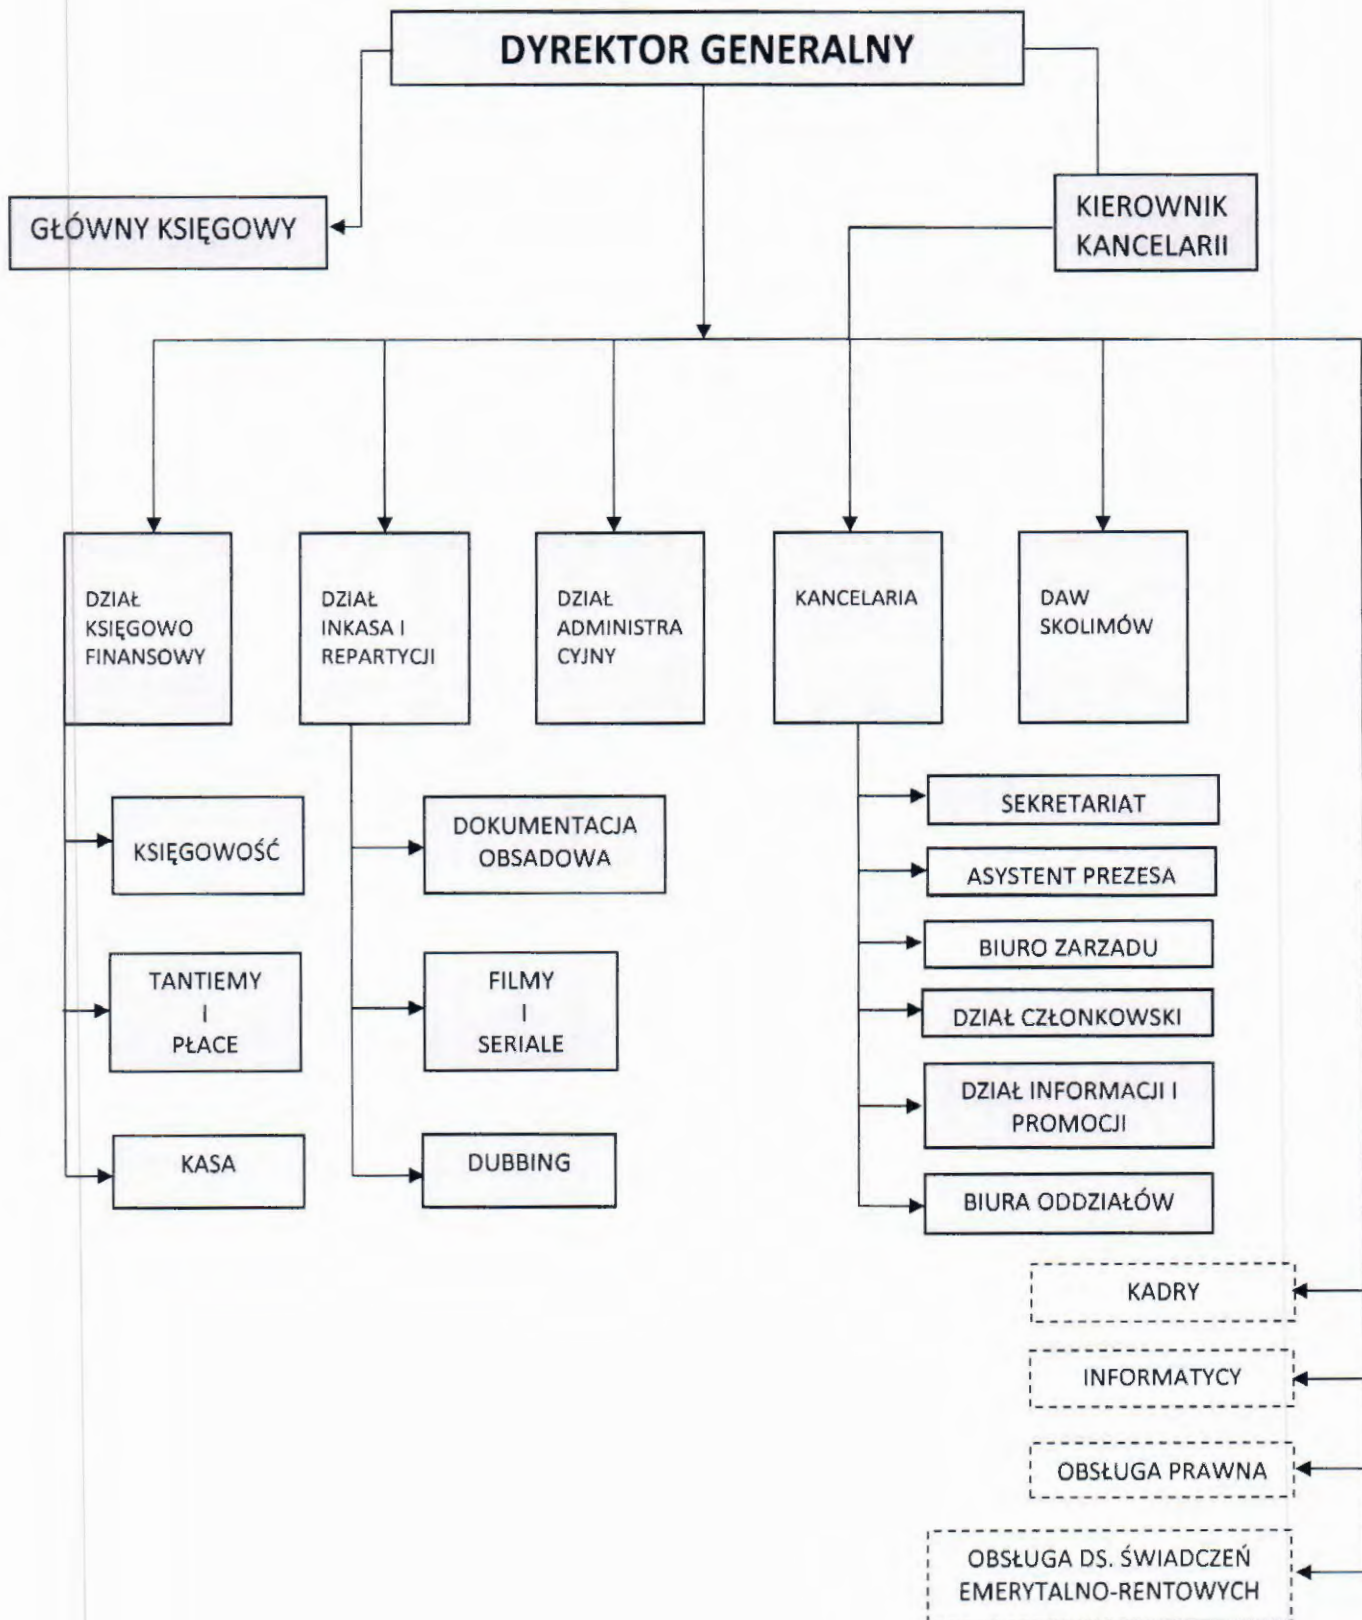 DYREKTOR GENERALNY
GŁÓWNY KSIĘGOWY
KIEROWNIK
KANCELARII
DZIAŁ
KSIĘGOWO
FINANSOWY
DZIAŁ
INKASA I
REPARTYCJI
DZIAŁ
ADMINISTRA
CYJNY
KANCELARIA
DAW
SKOLIMÓW
KSIĘGOWOŚĆ
TANTIEMY
I
PŁACE
KASA
DOKUMENTACJA
OBSADOWA
FILMY
I
SERIALE
DUBBING
SEKRETARIAT
ASYSTENT PREZESA
BIURO ZARZADU
DZIAŁ CZŁONKOWSKI
DZIAŁ INFORMACJI I
PROMOCJI
BIURA ODDZIAŁÓW
KADRY
INFORMATYCY
OBSŁUGA PRAWNA
OBSŁUGA DS. ŚWIADCZEŃ
EMERYTALNO-RENTOWYCH